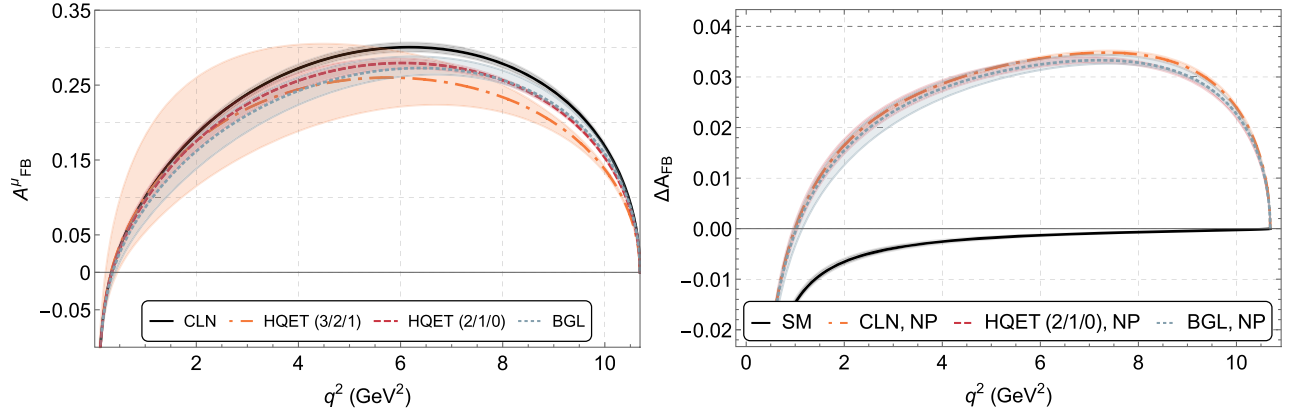 0.35
0.25
0.15
0.05
0
−0.05
A^μ_FB
CLN
HQET (3/2/1)
HQET (2/1/0)
BGL
2
4
6
8
10
q² (GeV²)
0.04
0.03
0.02
0.01
0.00
−0.01
−0.02
ΔA_FB
SM
CLN, NP
HQET (2/1/0), NP
BGL, NP
0
2
4
6
8
10
q² (GeV²)